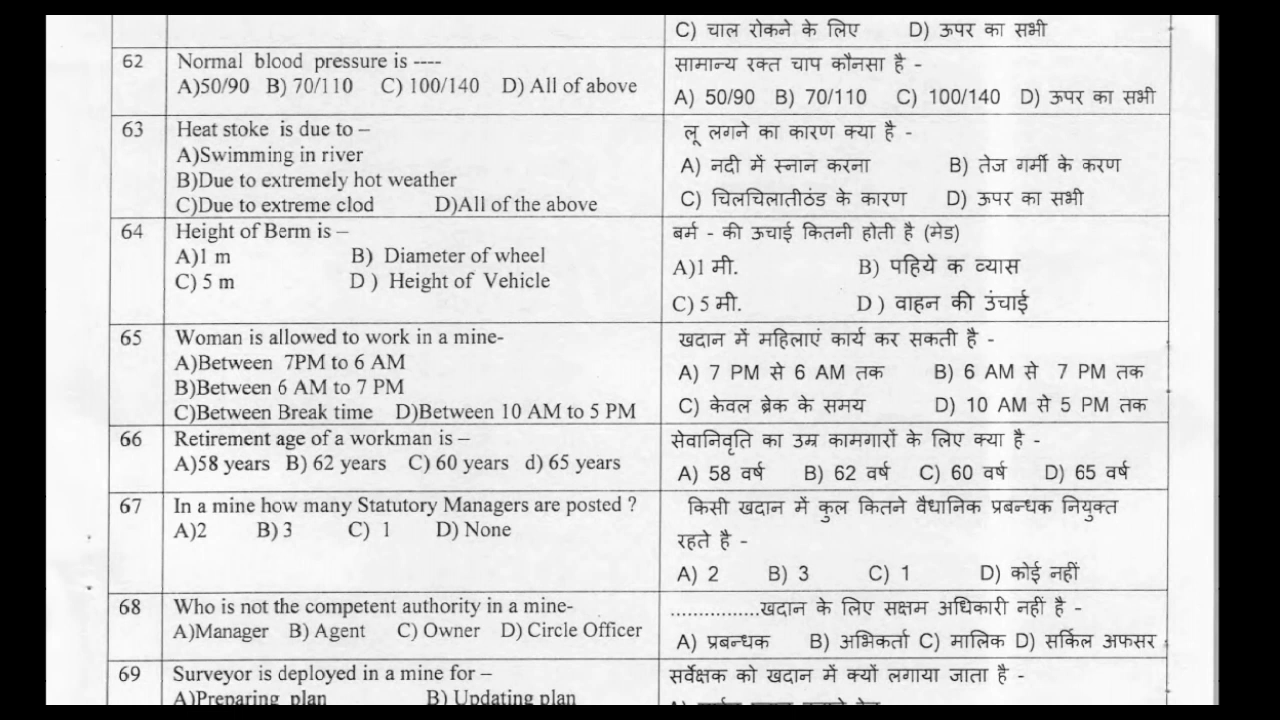 C) चाल रोकने के लिए D) ऊपर का सभी
62 Normal blood pressure is ----
A)50/90 B) 70/110 C) 100/140 D) All of above
सामान्य रक्त चाप कौनसा है -
A) 50/90 B) 70/110 C) 100/140 D) ऊपर का सभी
63 Heat stoke is due to –
A)Swimming in river
B)Due to extremely hot weather
C)Due to extreme clod D)All of the above
लू लगने का कारण क्या है -
A) नदी में स्नान करना B) तेज गर्मी के करण
C) चिलचिलातीठंड के कारण D) ऊपर का सभी
64 Height of Berm is –
A)1 m B) Diameter of wheel
C) 5 m D ) Height of Vehicle
बर्म - की ऊचाई कितनी होती है (मेड)
A)1 मी. B) पहिये क व्यास
C) 5 मी. D ) वाहन की उंचाई
65 Woman is allowed to work in a mine-
A)Between 7PM to 6 AM
B)Between 6 AM to 7 PM
C)Between Break time D)Between 10 AM to 5 PM
खदान में महिलाएं कार्य कर सकती है -
A) 7 PM से 6 AM तक B) 6 AM से 7 PM तक
C) केवल ब्रेक के समय D) 10 AM से 5 PM तक
66 Retirement age of a workman is –
A)58 years B) 62 years C) 60 years d) 65 years
सेवानिवृति का उम्र कामगारों के लिए क्या है -
A) 58 वर्ष B) 62 वर्ष C) 60 वर्ष D) 65 वर्ष
67 In a mine how many Statutory Managers are posted ?
A)2 B) 3 C) 1 D) None
किसी खदान में कुल कितने वैधानिक प्रबन्धक नियुक्त
रहते है -
A) 2 B) 3 C) 1 D) कोई नहीं
68 Who is not the competent authority in a mine-
A)Manager B) Agent C) Owner D) Circle Officer
................खदान के लिए सक्षम अधिकारी नहीं है -
A) प्रबन्धक B) अभिकर्ता C) मालिक D) सर्किल अफसर
69 Surveyor is deployed in a mine for –
A)Preparing plan B) Updating plan
सर्वेक्षक को खदान में क्यों लगाया जाता है -